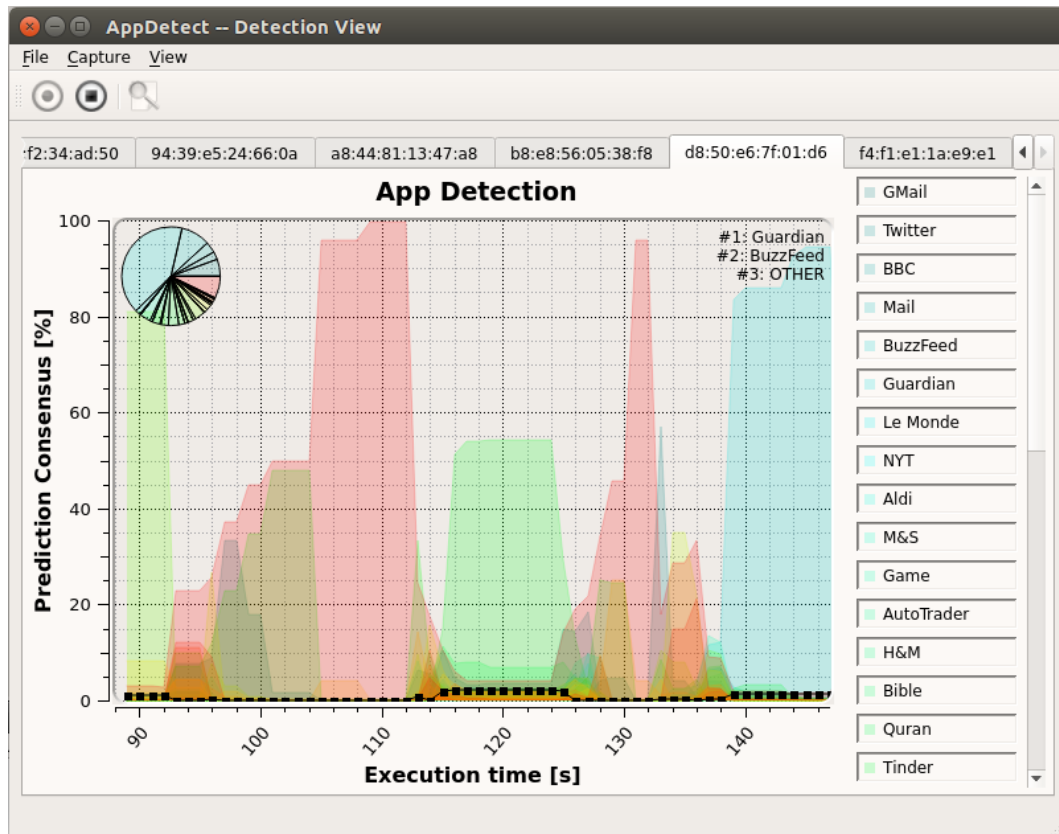 AppDetect -- Detection View
File Capture View
:f2:34:ad:50 94:39:e5:24:66:0a a8:44:81:13:47:a8 b8:e8:56:05:38:f8 d8:50:e6:7f:01:d6 f4:f1:e1:1a:e9:e1
App Detection
#1: Guardian
#2: BuzzFeed
#3: OTHER
Prediction Consensus [%]
100
80
60
40
20
0
90 100 110 120 130 140
Execution time [s]
GMail
Twitter
BBC
Mail
BuzzFeed
Guardian
Le Monde
NYT
Aldi
M&S
Game
AutoTrader
H&M
Bible
Quran
Tinder